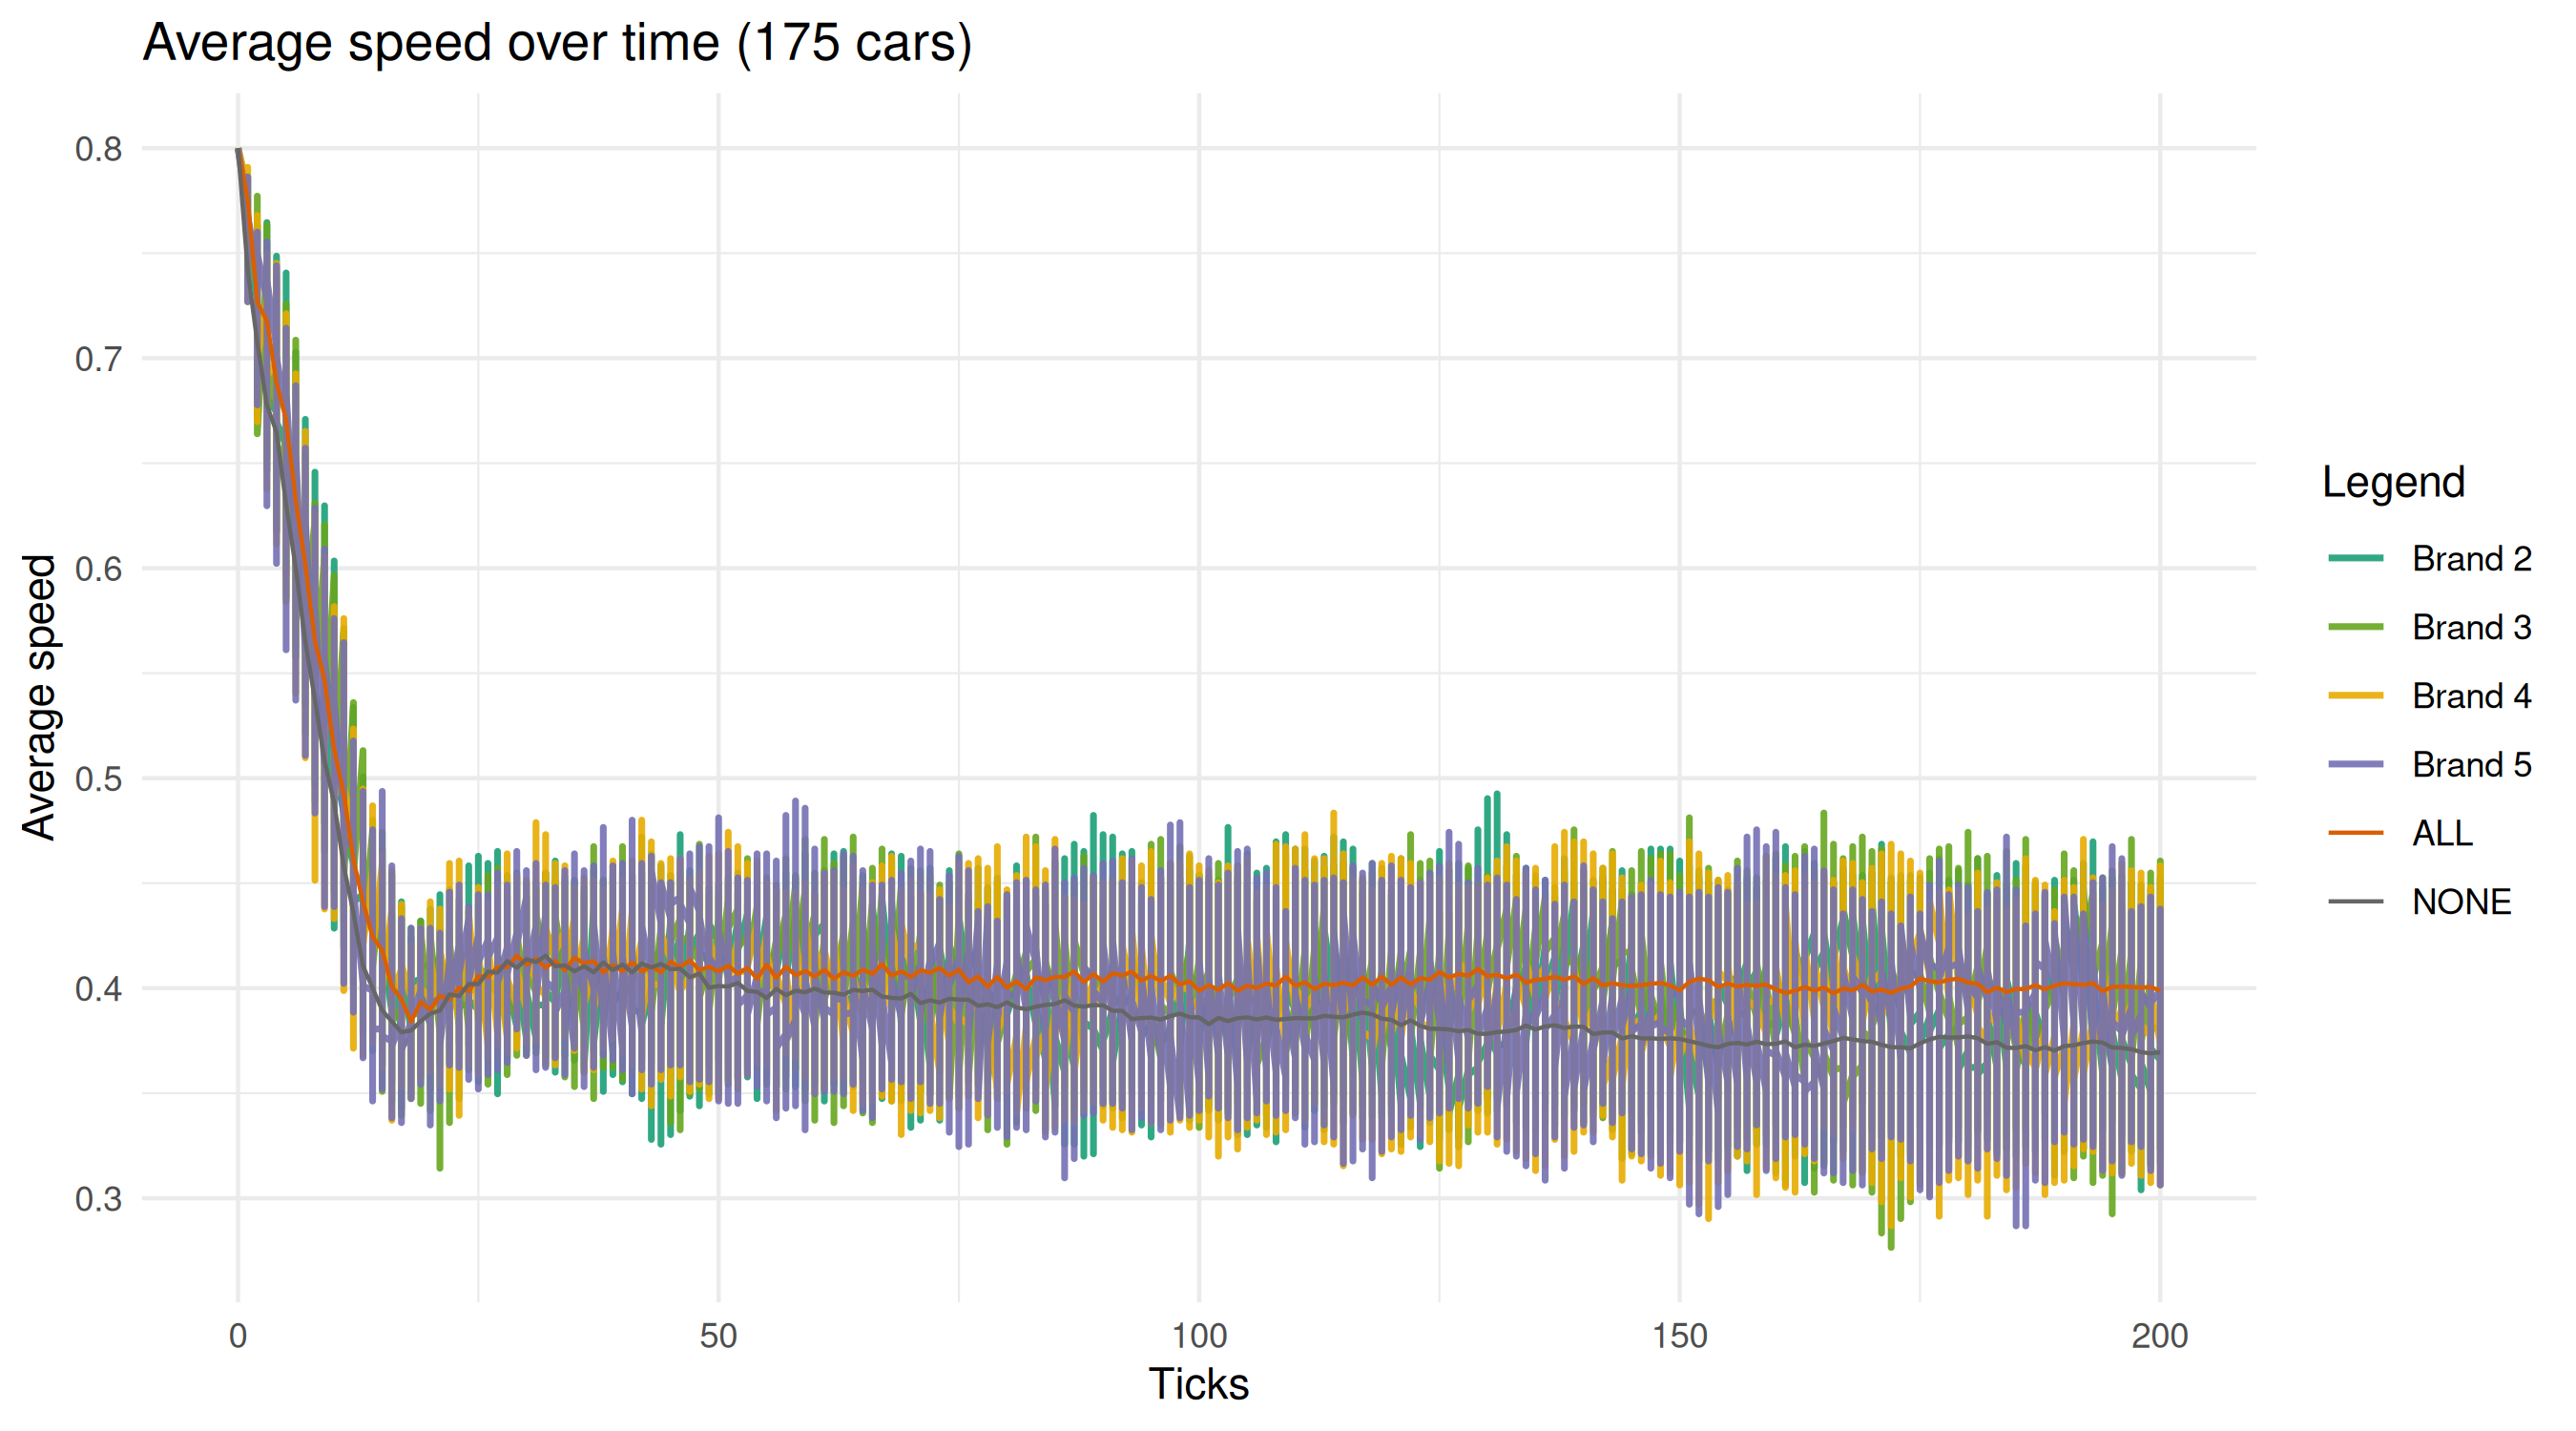 Average speed over time (175 cars)
0.8
0.7
0.6
0.5
0.4
0.3
Average speed
0
50
100
150
200
Ticks
Legend
Brand 2
Brand 3
Brand 4
Brand 5
ALL
NONE